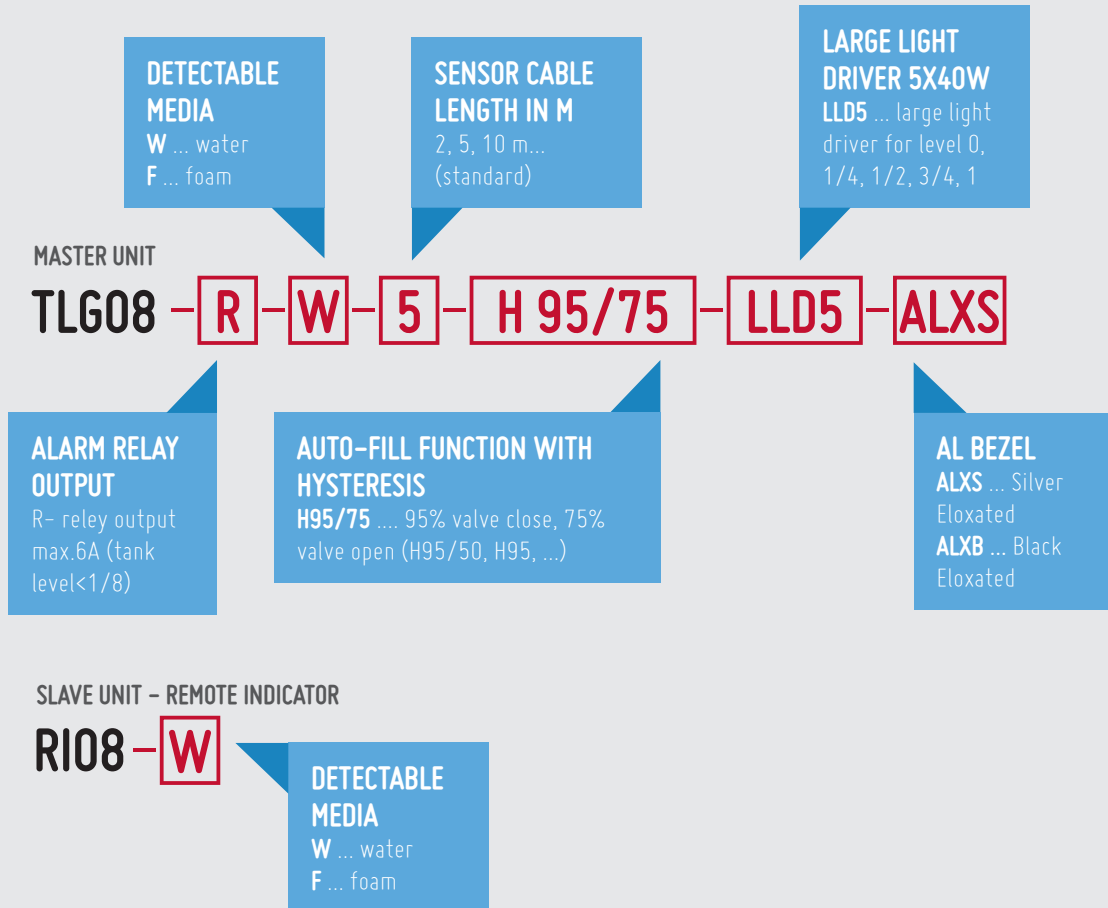 DETECTABLE
MEDIA
W ... water
F ... foam
SENSOR CABLE
LENGTH IN M
2, 5, 10 m...
(standard)
LARGE LIGHT
DRIVER 5X40W
LLD5 ... large light
driver for level 0,
1/4, 1/2, 3/4, 1
MASTER UNIT
TLG08 - R - W - 5 - H 95/75 - LLD5 - ALXS
ALARM RELAY
OUTPUT
R- reley output
max.6A (tank
level<1/8)
AUTO-FILL FUNCTION WITH
HYSTERESIS
H95/75 .... 95% valve close, 75%
valve open (H95/50, H95, ...)
AL BEZEL
ALXS ... Silver
Eloxated
ALXB ... Black
Eloxated
SLAVE UNIT - REMOTE INDICATOR
RI08 - W
DETECTABLE
MEDIA
W ... water
F ... foam